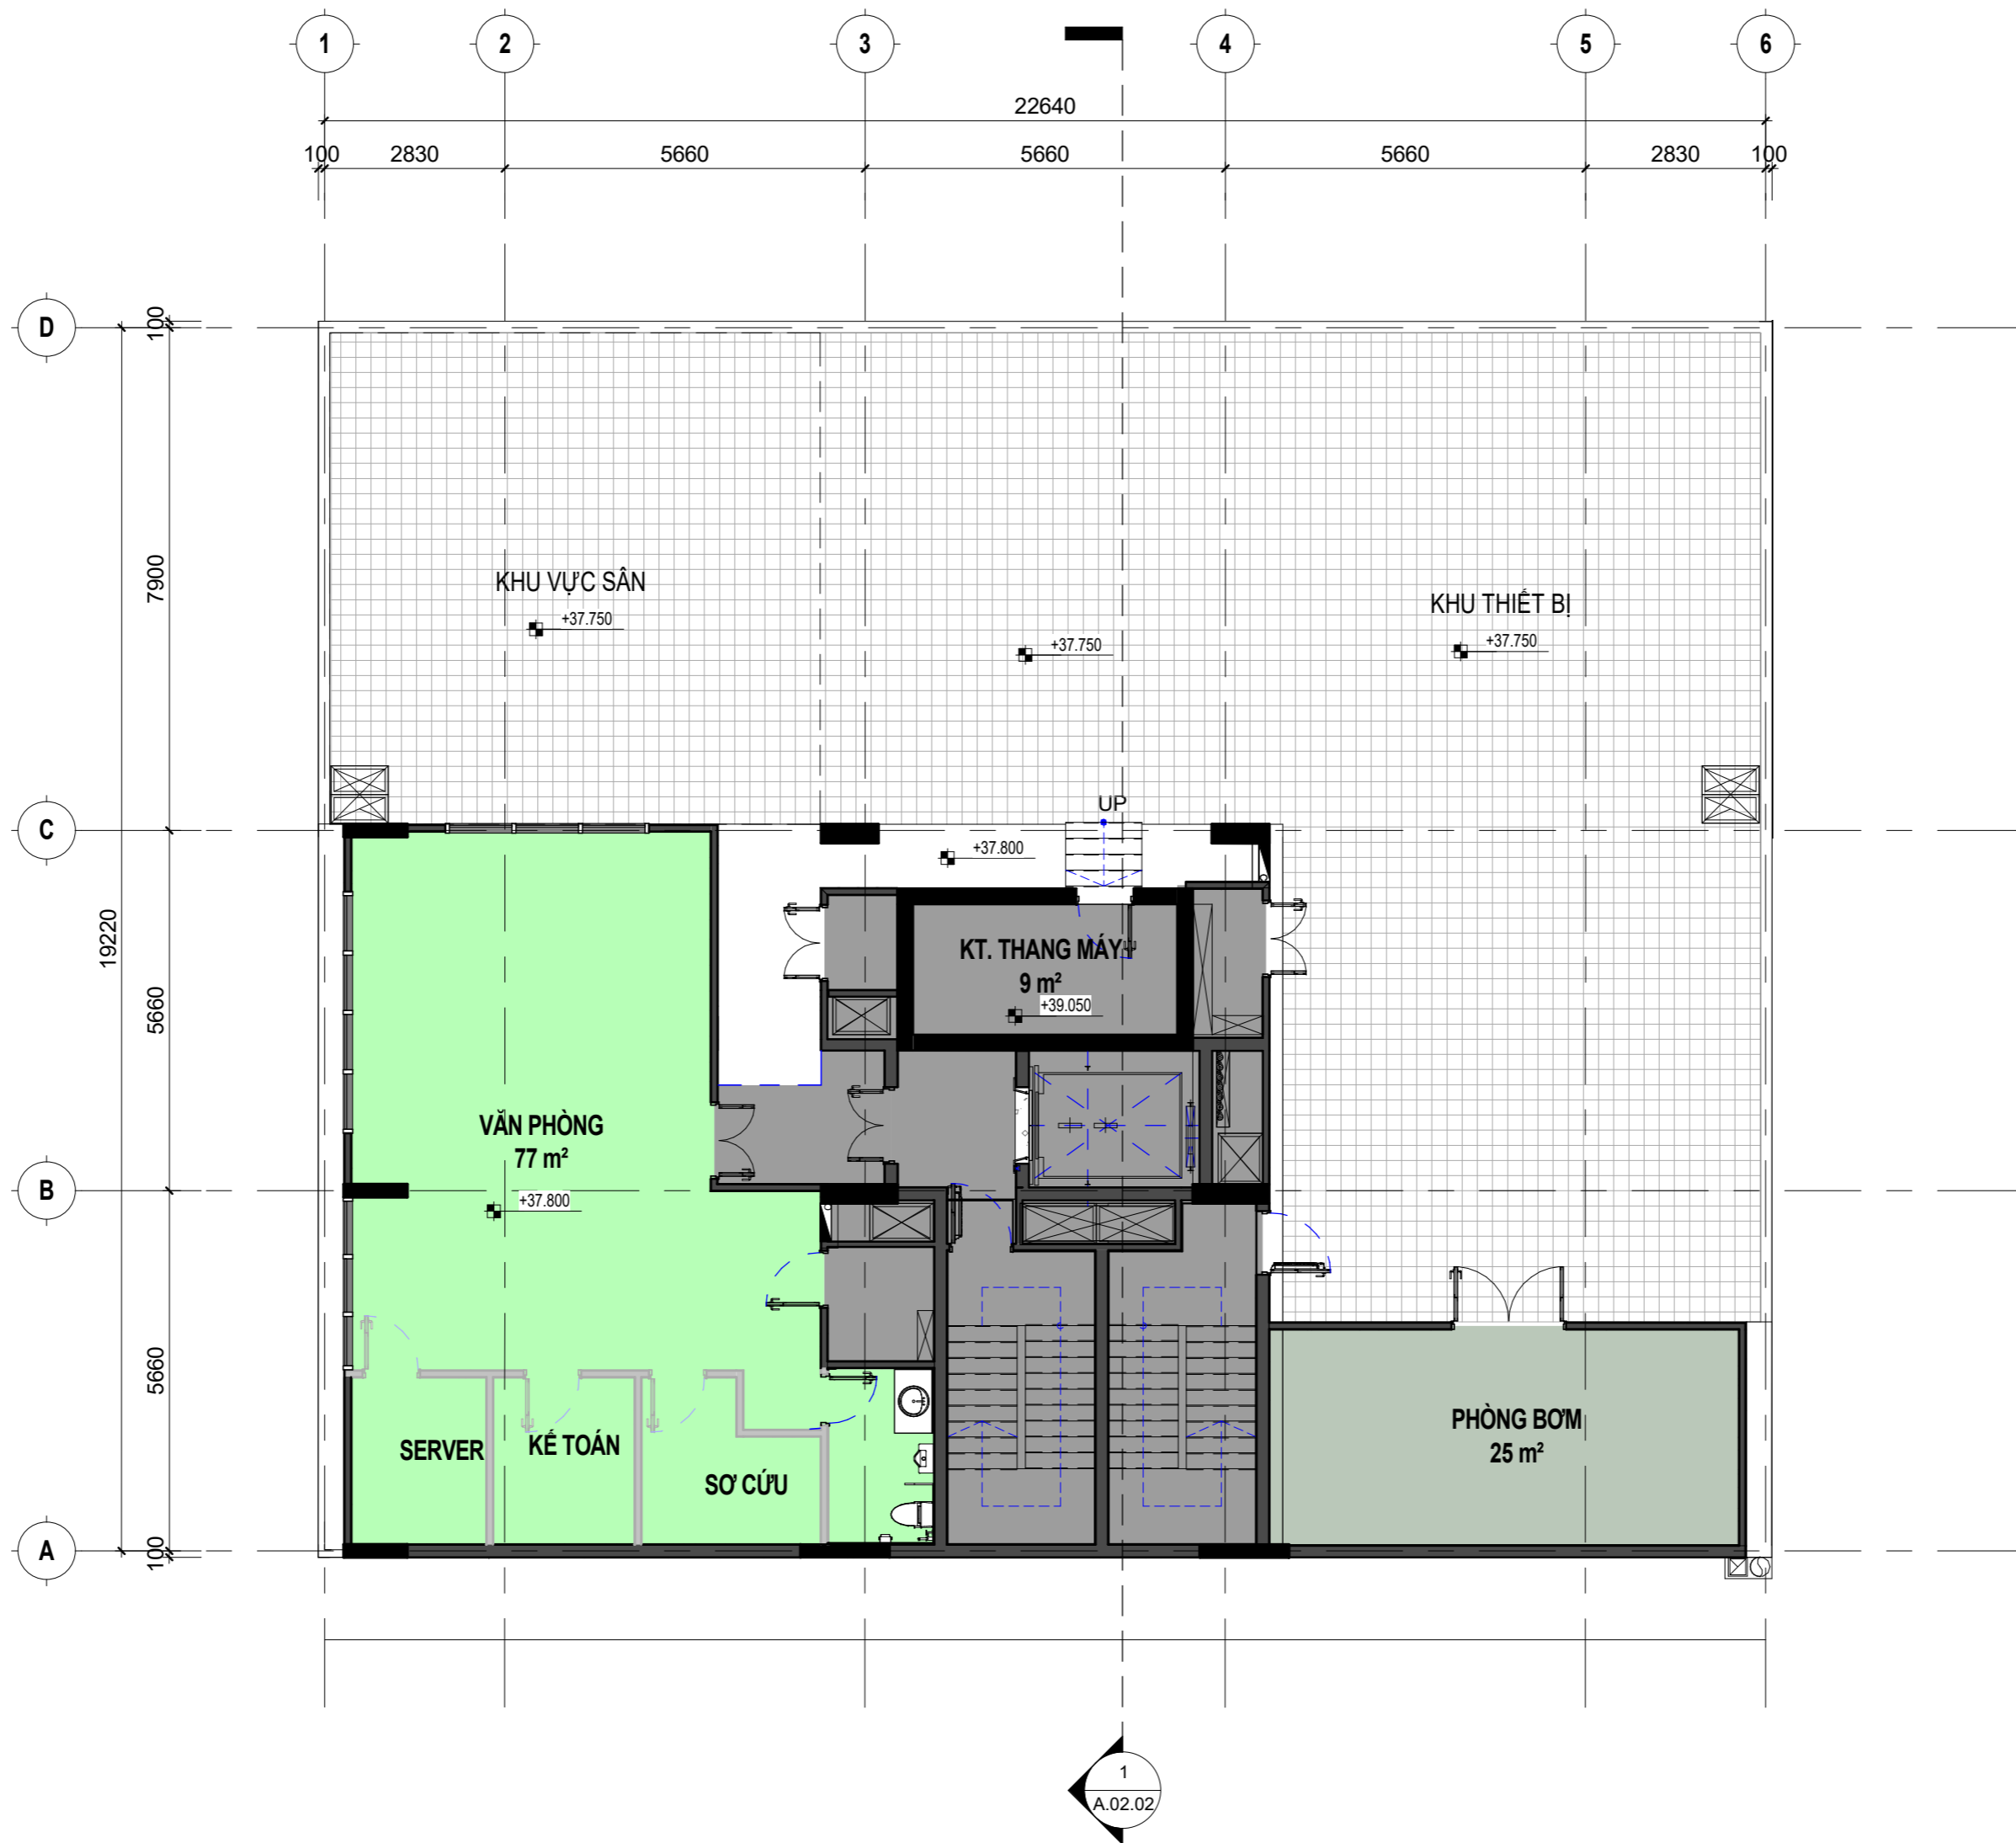 1 2 3 4 5 6
22640
100 2830 5660 5660 5660 2830 100
D
100
7900
KHU VỰC SÂN
+37.750
+37.750
KHU THIẾT BỊ
+37.750
C
UP
+37.800
19220
5660
KT. THANG MÁY
9 m²
+39.050
VĂN PHÒNG
77 m²
+37.800
B
5660
SERVER
KẾ TOÁN
SƠ CỨU
PHÒNG BƠM
25 m²
A
100
1
A.02.02